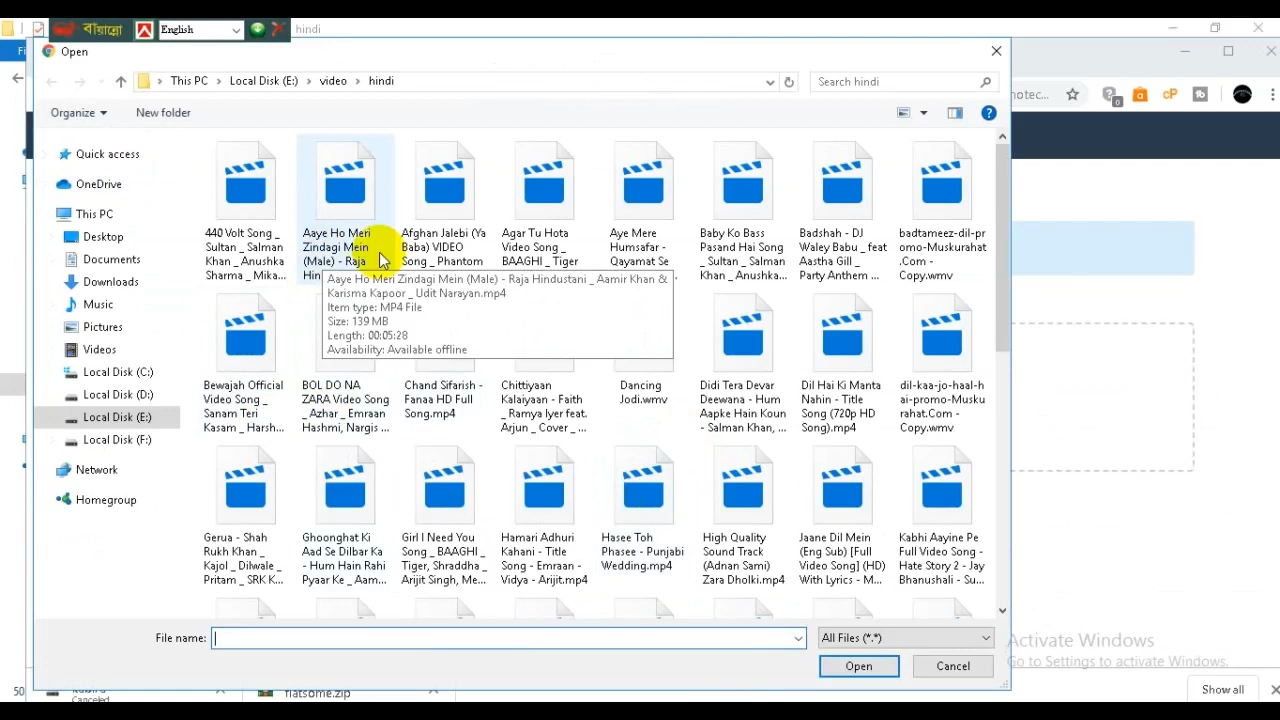 বায়ান্নো
English
hindi
Open
This PC
Local Disk (E:)
video
hindi
Search hindi
notec...
0
cP
Organize
New folder
Quick access
OneDrive
This PC
Desktop
Documents
Downloads
Music
Pictures
Videos
Local Disk (C:)
Local Disk (D:)
Local Disk (E:)
Local Disk (F:)
Network
Homegroup
440 Volt Song _
Sultan _ Salman
Khan _ Anushka
Sharma _ Mika...
Aaye Ho Meri
Zindagi Mein
(Male) - Raja
Afghan Jalebi (Ya
Baba) VIDEO
Song _ Phantom
Agar Tu Hota
Video Song _
BAAGHI _ Tiger
Aye Mere
Humsafar -
Qayamat Se
Baby Ko Bass
Pasand Hai Song
_ Sultan _ Salman
Khan _ Anushka...
Badshah - DJ
Waley Babu _ feat
Aastha Gill _
Party Anthem ...
badtameez-dil-pr
omo-Muskurahat
.Com -
Copy.wmv
Aaye Ho Meri Zindagi Mein (Male) - Raja Hindustani _ Aamir Khan &
Karisma Kapoor _ Udit Narayan.mp4
Item type: MP4 File
Size: 139 MB
Length: 00:05:28
Availability: Available offline
Bewajah Official
Video Song _
Sanam Teri
Kasam _ Harsh...
BOL DO NA
ZARA Video Song
_ Azhar _ Emraan
Hashmi, Nargis ...
Chand Sifarish -
Fanaa HD Full
Song.mp4
Chittiyaan
Kalaiyaan - Faith
_ Ramya Iyer feat.
Arjun _ Cover _ ...
Dancing
Jodi.wmv
Didi Tera Devar
Deewana - Hum
Aapke Hain Koun
- Salman Khan, ...
Dil Hai Ki Manta
Nahin - Title
Song (720p HD
Song).mp4
dil-kaa-jo-haal-h
ai-promo-Musku
rahat.Com -
Copy.wmv
Gerua - Shah
Rukh Khan _
Kajol _ Dilwale _
Pritam _ SRK K...
Ghoonghat Ki
Aad Se Dilbar Ka
- Hum Hain Rahi
Pyaar Ke _ Aam...
Girl I Need You
Song _ BAAGHI _
Tiger, Shraddha _
Arijit Singh, Me...
Hamari Adhuri
Kahani - Title
Song - Emraan -
Vidya - Arijit.mp4
Hasee Toh
Phasee - Punjabi
Wedding.mp4
High Quality
Sound Track
(Adnan Sami)
Zara Dholki.mp4
Jaane Dil Mein
(Eng Sub) [Full
Video Song] (HD)
With Lyrics - M...
Kabhi Aayine Pe
Full Video Song -
Hate Story 2 - Jay
Bhanushali - Su...
File name:
All Files (*.*)
Open
Cancel
Activate Windows
Go to Settings to activate Windows.
Canceled
flatsome.zip
Show all